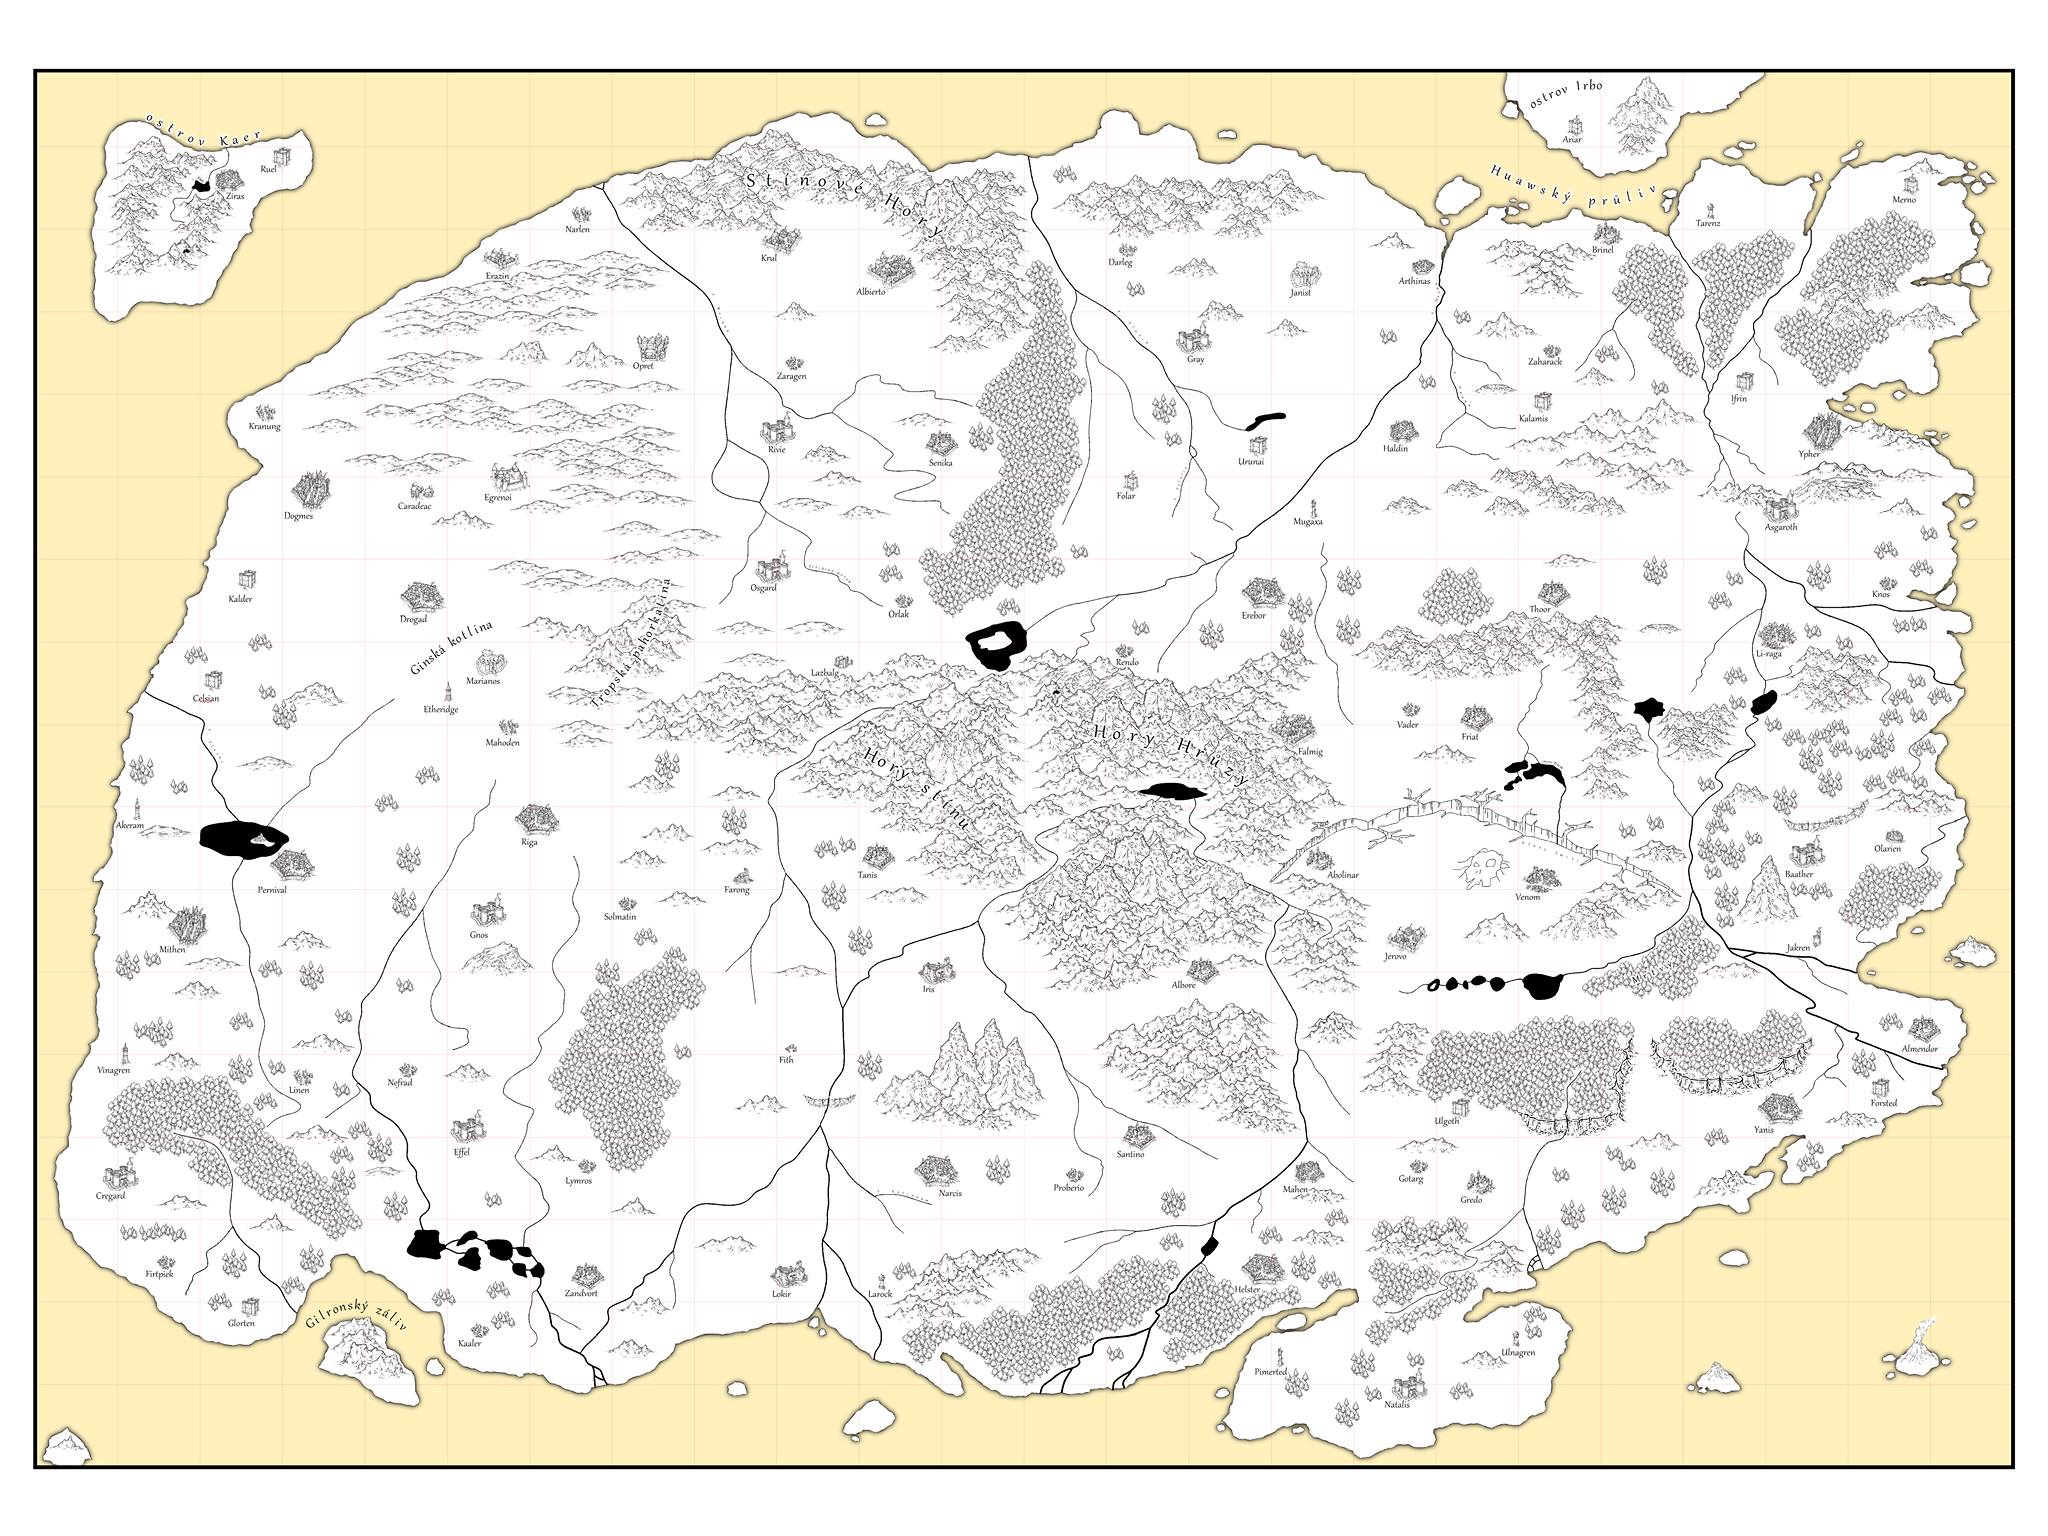 ostrov Irbo
Ariar
ostrov Kaer
Ruel
Ziras
Huawský průliv
Merno
Tarenz
Stínové Hory
Narlen
Krul
Albierto
Erazin
Darleg
Janist
Arthinas
Brinel
Opret
Zaragen
Gray
Zaharack
Kalamis
Ifrin
Kranung
Rivie
Senika
Urunai
Haldin
Ypher
Dogmes
Caradeac
Egrenoi
Folar
Mugaxa
Asgaroth
Kalder
Drogad
Osgard
Orlak
Erebor
Thoor
Knos
Ginská kotlina
Tropská pahorkatina
Marianos
Lazbalg
Rendo
Li-raga
Celsian
Etheridge
Mahoden
Vader
Friat
Falmig
Hory Hrůzy
Hory stínu
Akeram
Riga
Pernival
Tanis
Farong
Solmatin
Abolinar
Venom
Olarien
Baather
Mithen
Gnos
Iris
Albore
Jerovo
Jakren
Almendor
Vinagren
Linen
Nefrad
Fith
Forsted
Ulgoth
Yanis
Effel
Santino
Cregard
Lymros
Narcis
Proberio
Mahen
Gotarg
Gredo
Firtpiek
Zandvort
Lokir
Larock
Helster
Glorten
Gilronský záliv
Kaaler
Pimerted
Ulnagren
Natalis